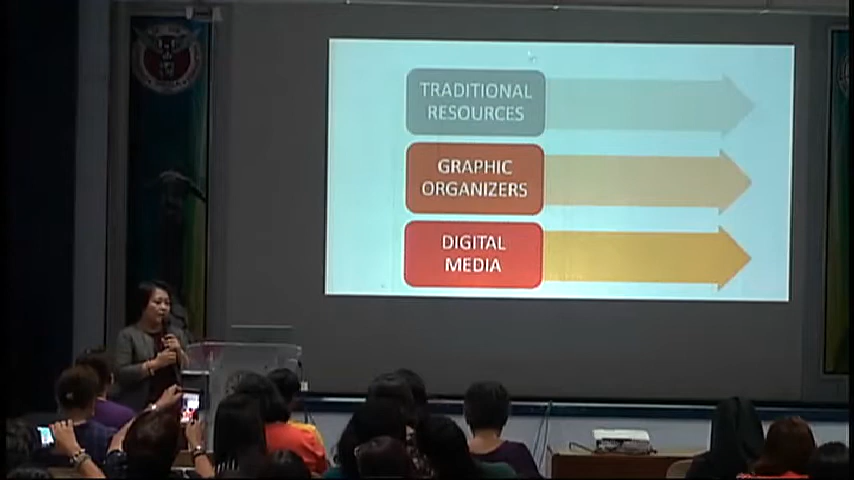 TRADITIONAL
RESOURCES
GRAPHIC
ORGANIZERS
DIGITAL
MEDIA